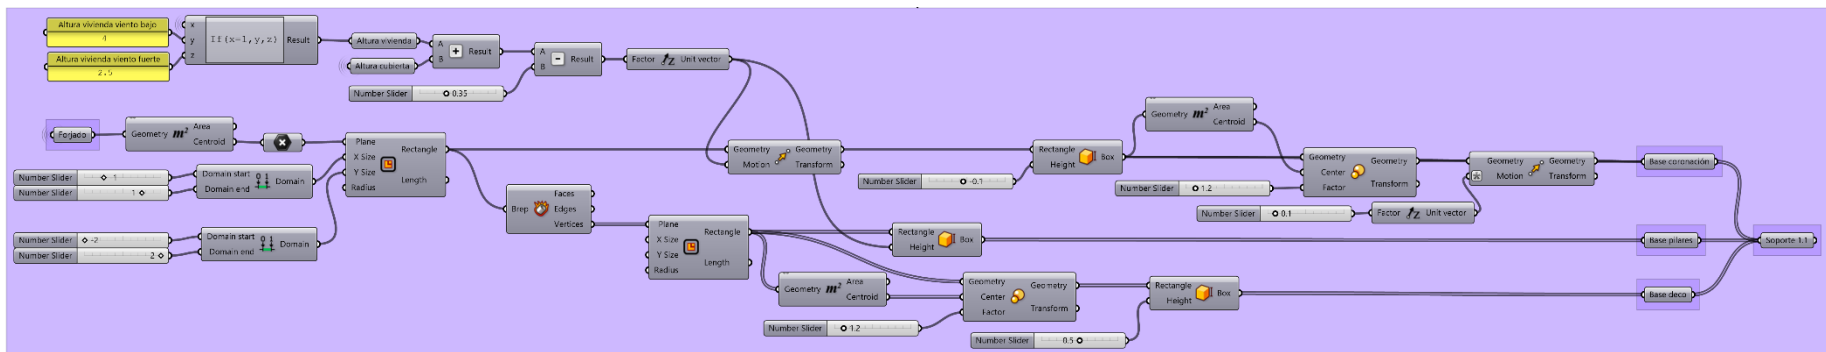 Altura vivienda viento bajo
4
Altura vivienda viento fuerte
2.5
x
y
z
If(x=1,y,z)
Result
Altura vivienda
Altura cubierta
A
B
Result
Number Slider
0.35
A
B
Result
Factor
Unit vector
Forjado
Geometry
m²
Area
Centroid
Number Slider
1
Number Slider
1
Domain start
Domain end
0 1
Domain
Number Slider
-2
Number Slider
2
Domain start
Domain end
0 1
Domain
Plane
X Size
Y Size
Radius
Rectangle
Length
Brep
Faces
Edges
Vertices
Plane
X Size
Y Size
Radius
Rectangle
Length
Geometry
Motion
Geometry
Transform
Number Slider
-0.1
Rectangle
Height
Box
Geometry
m²
Area
Centroid
Number Slider
1.2
Geometry
Center
Factor
Geometry
Transform
Number Slider
0.1
Factor
Unit vector
Geometry
Motion
Geometry
Transform
Base coronación
Rectangle
Height
Box
Base pilares
Soporte 1.1
Geometry
m²
Area
Centroid
Number Slider
1.2
Geometry
Center
Factor
Geometry
Transform
Number Slider
0.5
Rectangle
Height
Box
Base deco